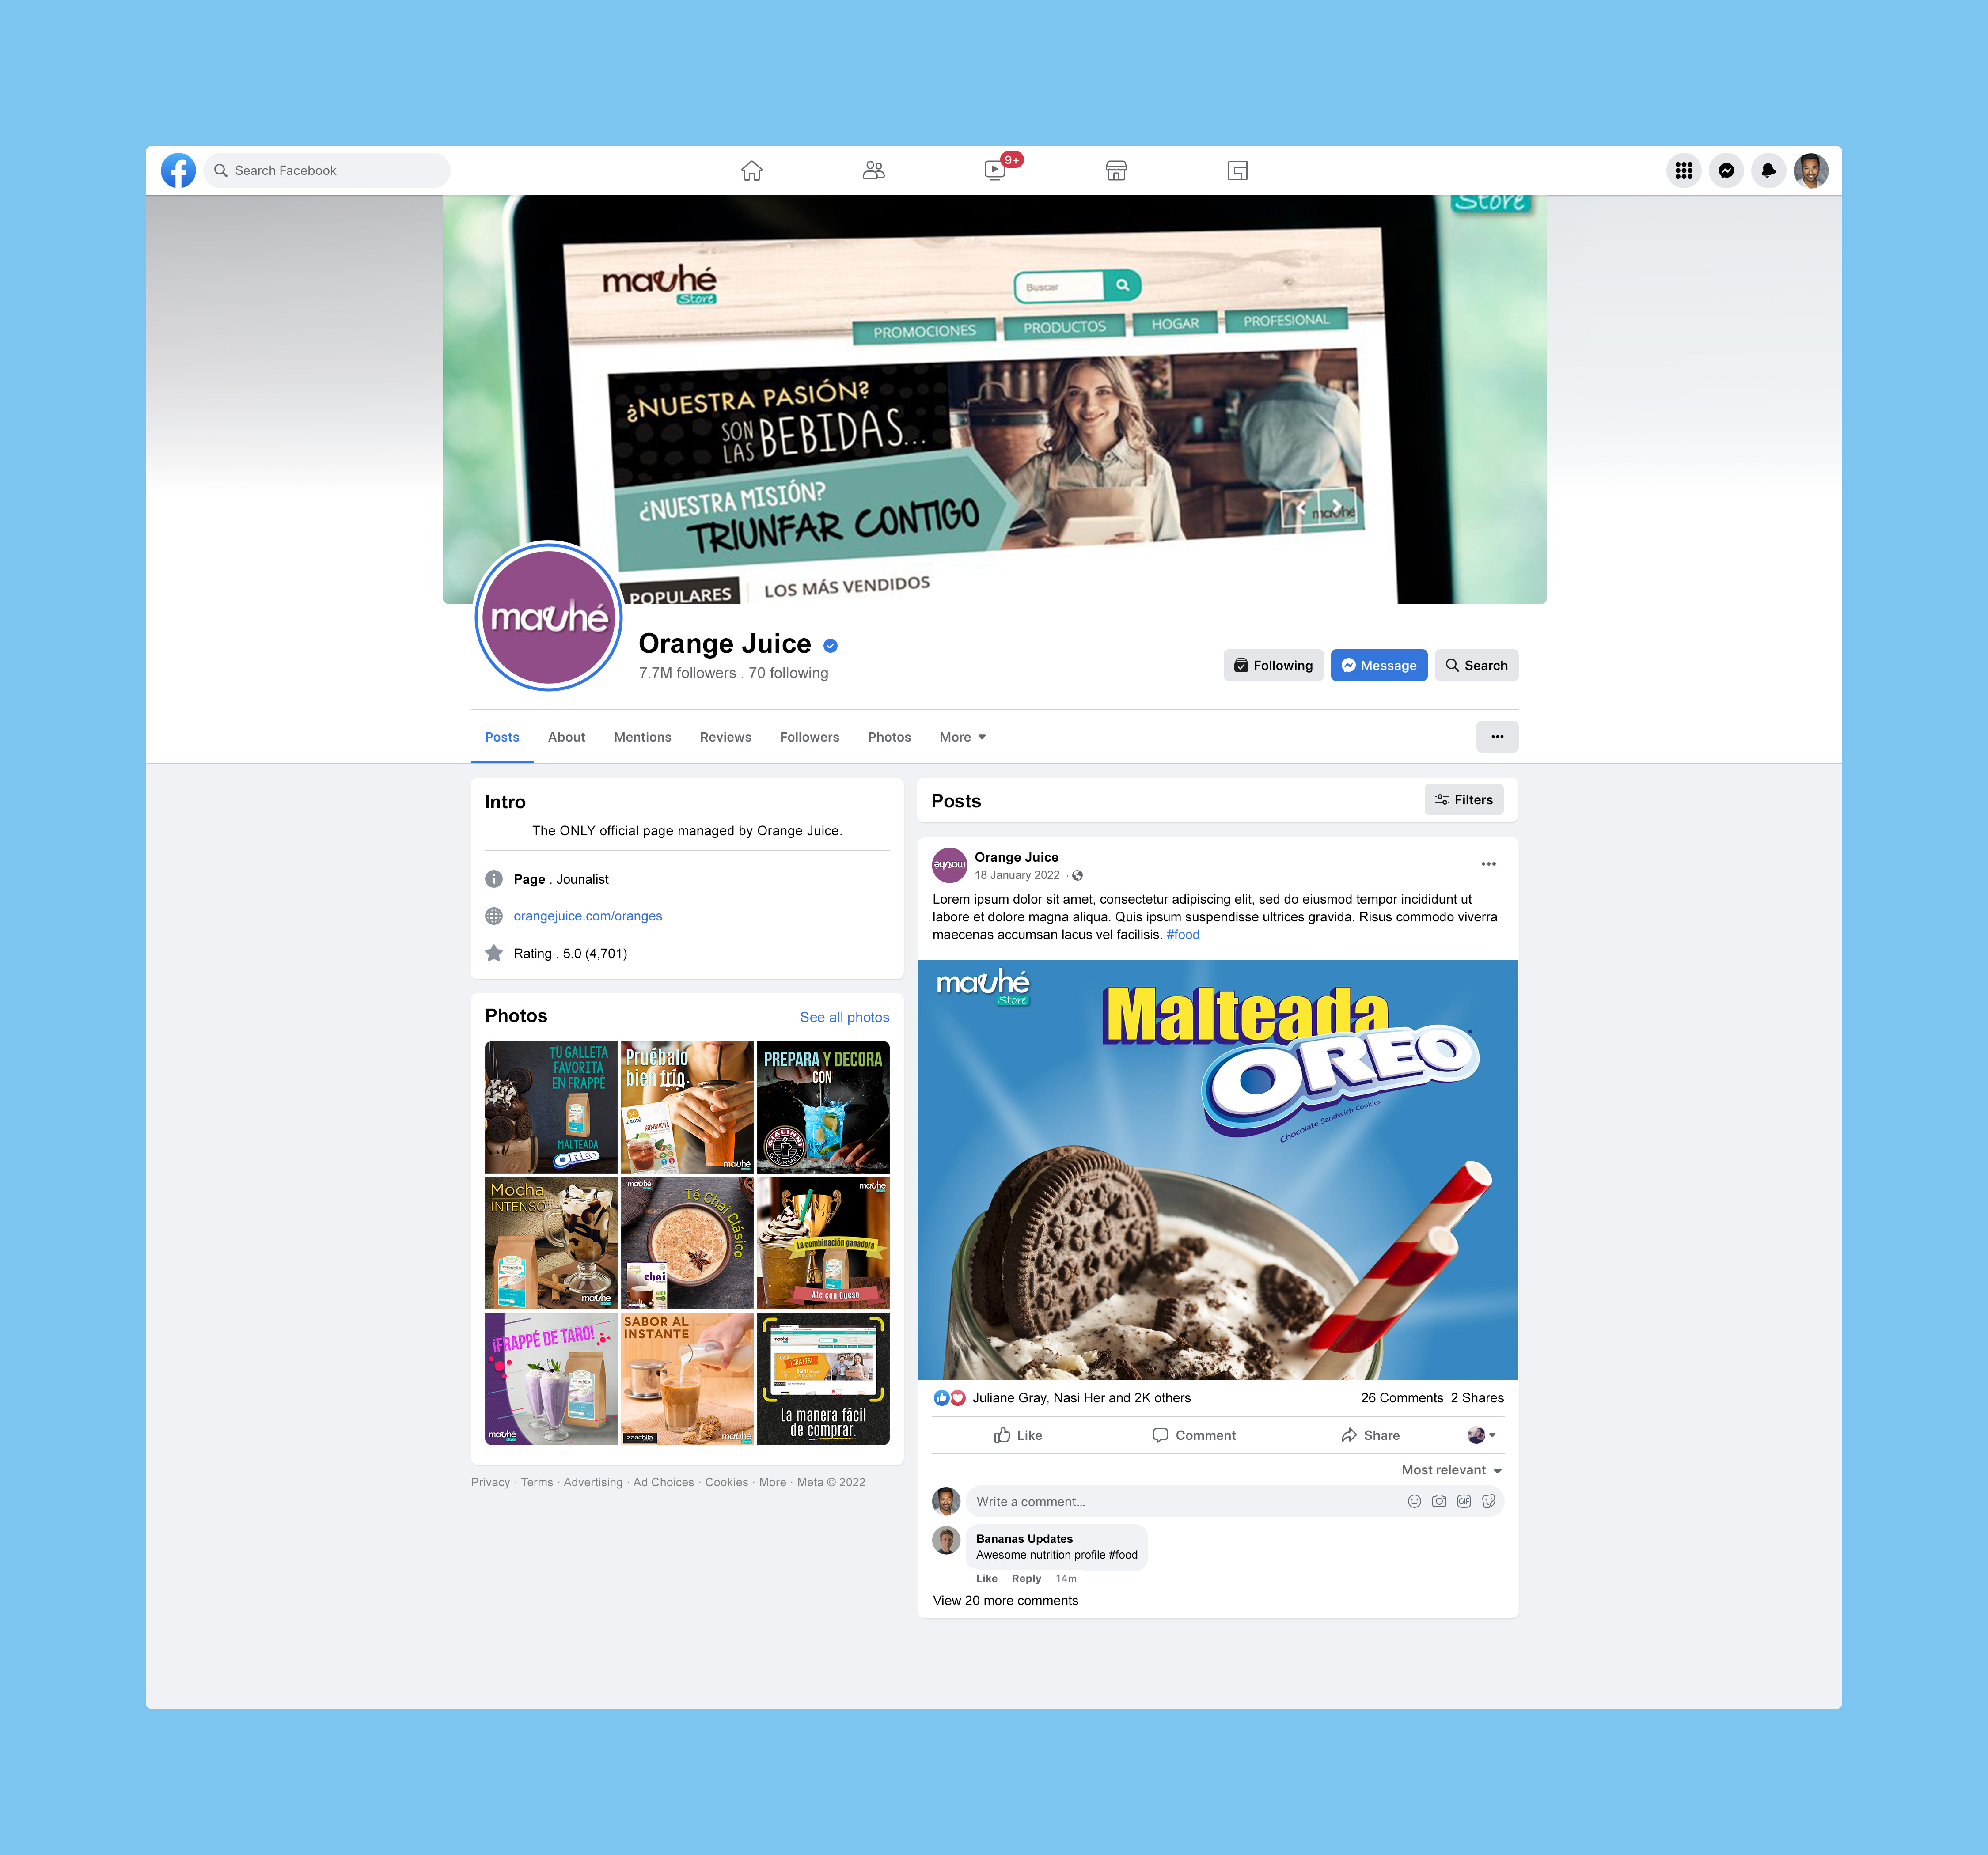 Search Facebook
9+
Store
mauhé
Store
Buscar
PROMOCIONES PRODUCTOS HOGAR PROFESIONAL
¿NUESTRA PASIÓN?
SON LAS BEBIDAS...
¿NUESTRA MISIÓN?
TRIUNFAR CONTIGO
mauhé
POPULARES LOS MÁS VENDIDOS
mauhé
Orange Juice
7.7M followers . 70 following
Following Message Search
Posts About Mentions Reviews Followers Photos More
Intro
The ONLY official page managed by Orange Juice.
Page . Jounalist
orangejuice.com/oranges
Rating . 5.0 (4,701)
Photos See all photos
TU GALLETA
FAVORITA
EN FRAPPÉ
MALTEADA
OREO
Pruébalo
bien frío.
zaaté
KOMBUCHA
mauhé
PREPARA Y DECORA
CON
GIALINNI
GOURMET
Mocha
INTENSO
mauhé
mauhé
Té Chai Clásico
chai
mauhé
La combinación ganadora
Ate con Queso
¡FRAPPÉ DE TARO!
mauhé
SABOR AL
INSTANTE
zaachila
mauhé
mauhé
¡GRATIS!
$600
La manera fácil
de comprar.
Privacy · Terms · Advertising · Ad Choices · Cookies · More · Meta © 2022
Posts Filters
mauhé
Orange Juice
18 January 2022 ·
Lorem ipsum dolor sit amet, consectetur adipiscing elit, sed do eiusmod tempor incididunt ut
labore et dolore magna aliqua. Quis ipsum suspendisse ultrices gravida. Risus commodo viverra
maecenas accumsan lacus vel facilisis. #food
mauhé
Store
Malteada
OREO
Chocolate Sandwich Cookies
Juliane Gray, Nasi Her and 2K others 26 Comments 2 Shares
Like Comment Share
Most relevant
Write a comment... GIF
Bananas Updates
Awesome nutrition profile #food
Like Reply 14m
View 20 more comments